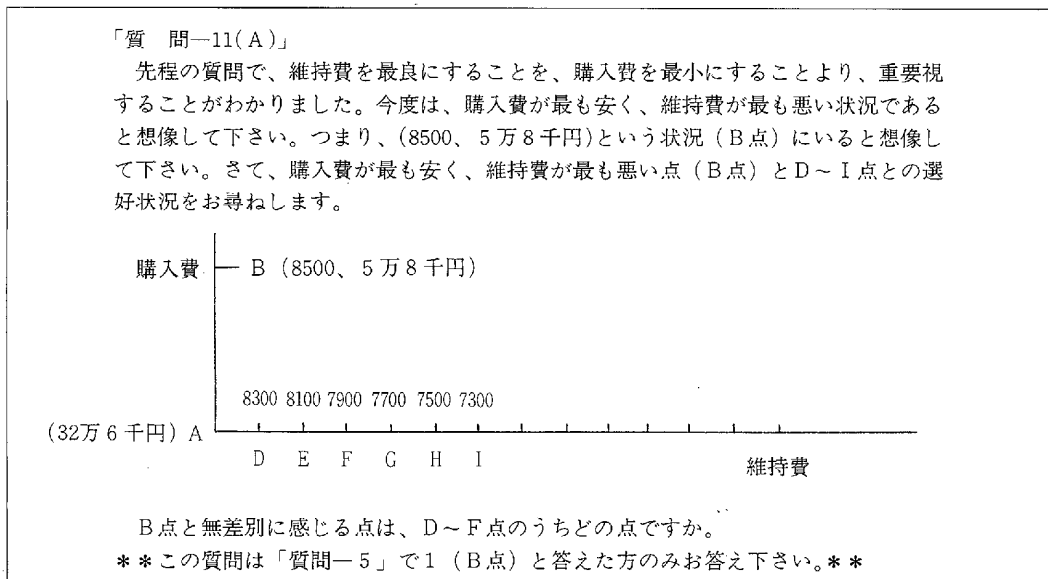 「質　問―11(A)」
先程の質問で、維持費を最良にすることを、購入費を最小にすることより、重要視
することがわかりました。今度は、購入費が最も安く、維持費が最も悪い状況である
と想像して下さい。つまり、(8500、5万8千円)という状況（B点）にいると想像し
て下さい。さて、購入費が最も安く、維持費が最も悪い点（B点）とD～I点との選
好状況をお尋ねします。
購入費 B（8500、5万8千円）
8300 8100 7900 7700 7500 7300
(32万6千円) A
D E F G H I
維持費
B点と無差別に感じる点は、D～F点のうちどの点ですか。
＊＊この質問は「質問―5」で1（B点）と答えた方のみお答え下さい。＊＊